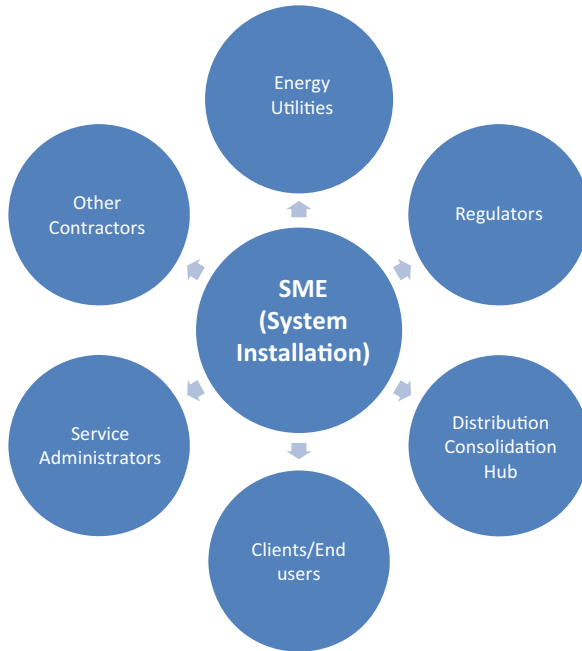 Energy
Utilities
Other
Contractors
Regulators
SME
(System
Installation)
Service
Administrators
Distribution
Consolidation
Hub
Clients/End
users